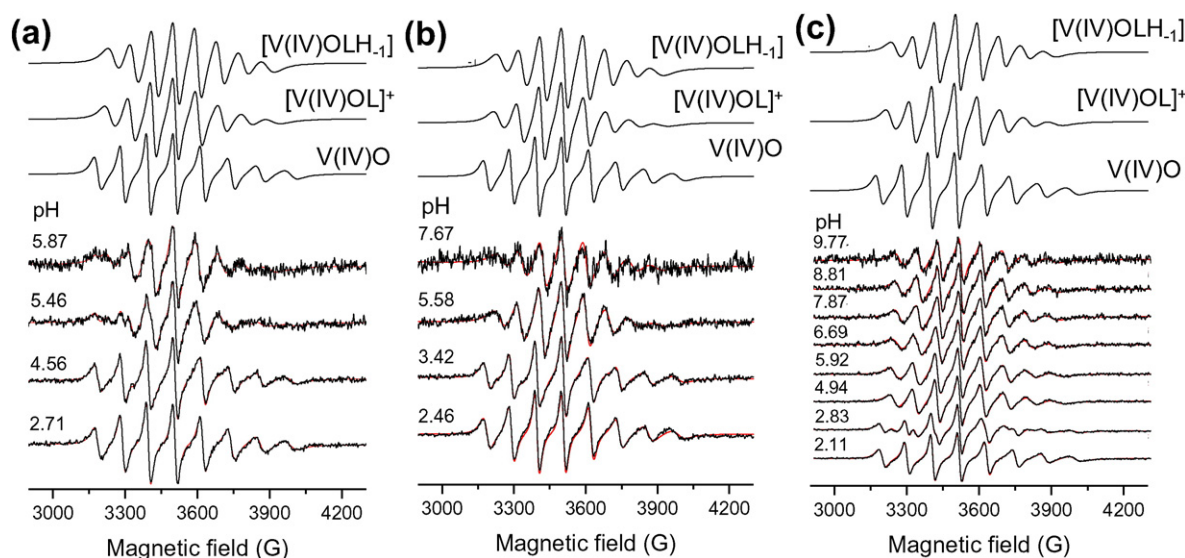 (a)
[V(IV)OLH₋₁]
[V(IV)OL]⁺
V(IV)O
pH
5.87
5.46
4.56
2.71
3000 3300 3600 3900 4200
Magnetic field (G)
(b)
[V(IV)OLH₋₁]
[V(IV)OL]⁺
V(IV)O
pH
7.67
5.58
3.42
2.46
3000 3300 3600 3900 4200
Magnetic field (G)
(c)
[V(IV)OLH₋₁]
[V(IV)OL]⁺
V(IV)O
pH
9.77
8.81
7.87
6.69
5.92
4.94
2.83
2.11
3000 3300 3600 3900 4200
Magnetic field (G)